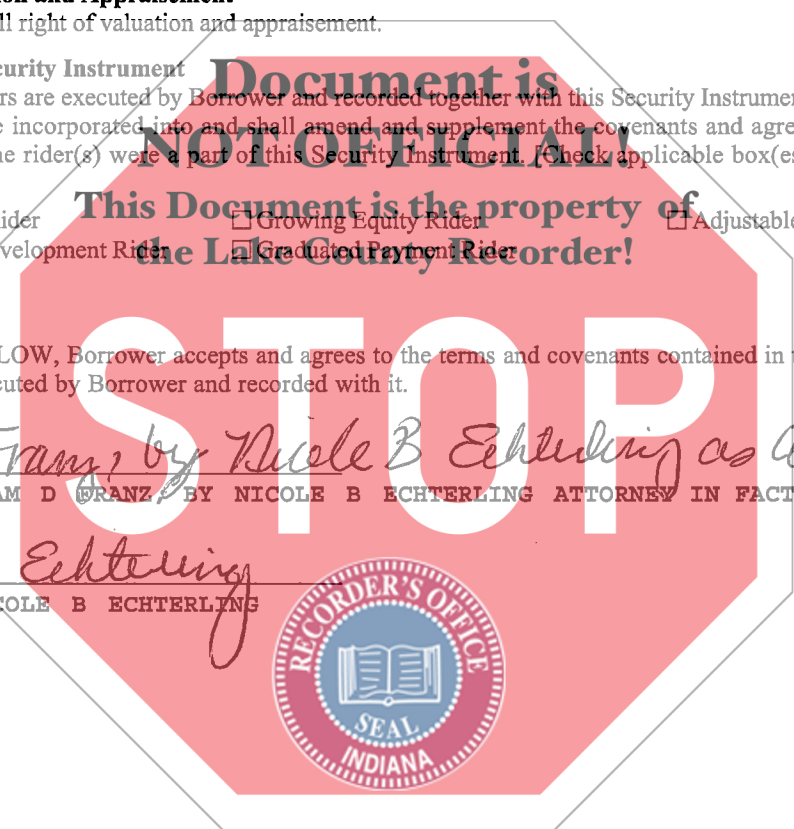 ion and Appraisement
ll right of valuation and appraisement.
curity Instrument
rs are executed by Borrower and recorded together with this Security Instrumen
e incorporated into and shall amend and supplement the covenants and agre
he rider(s) were a part of this Security Instrument. [Check applicable box(es
Document is
NOT OFFICIAL!
This Document is the property of
the Lake County Recorder!
ider □ Growing Equity Rider □ Adjustable
velopment Rider □ Graduated Payment Rider
STOP
LOW, Borrower accepts and agrees to the terms and covenants contained in t
cuted by Borrower and recorded with it.
Franz, by Nicole B Echterling as
AM D FRANZ, BY NICOLE B ECHTERLING ATTORNEY IN FACT
Echterling
COLE B ECHTERLING
RECORDER'S OFFICE
SEAL
INDIANA